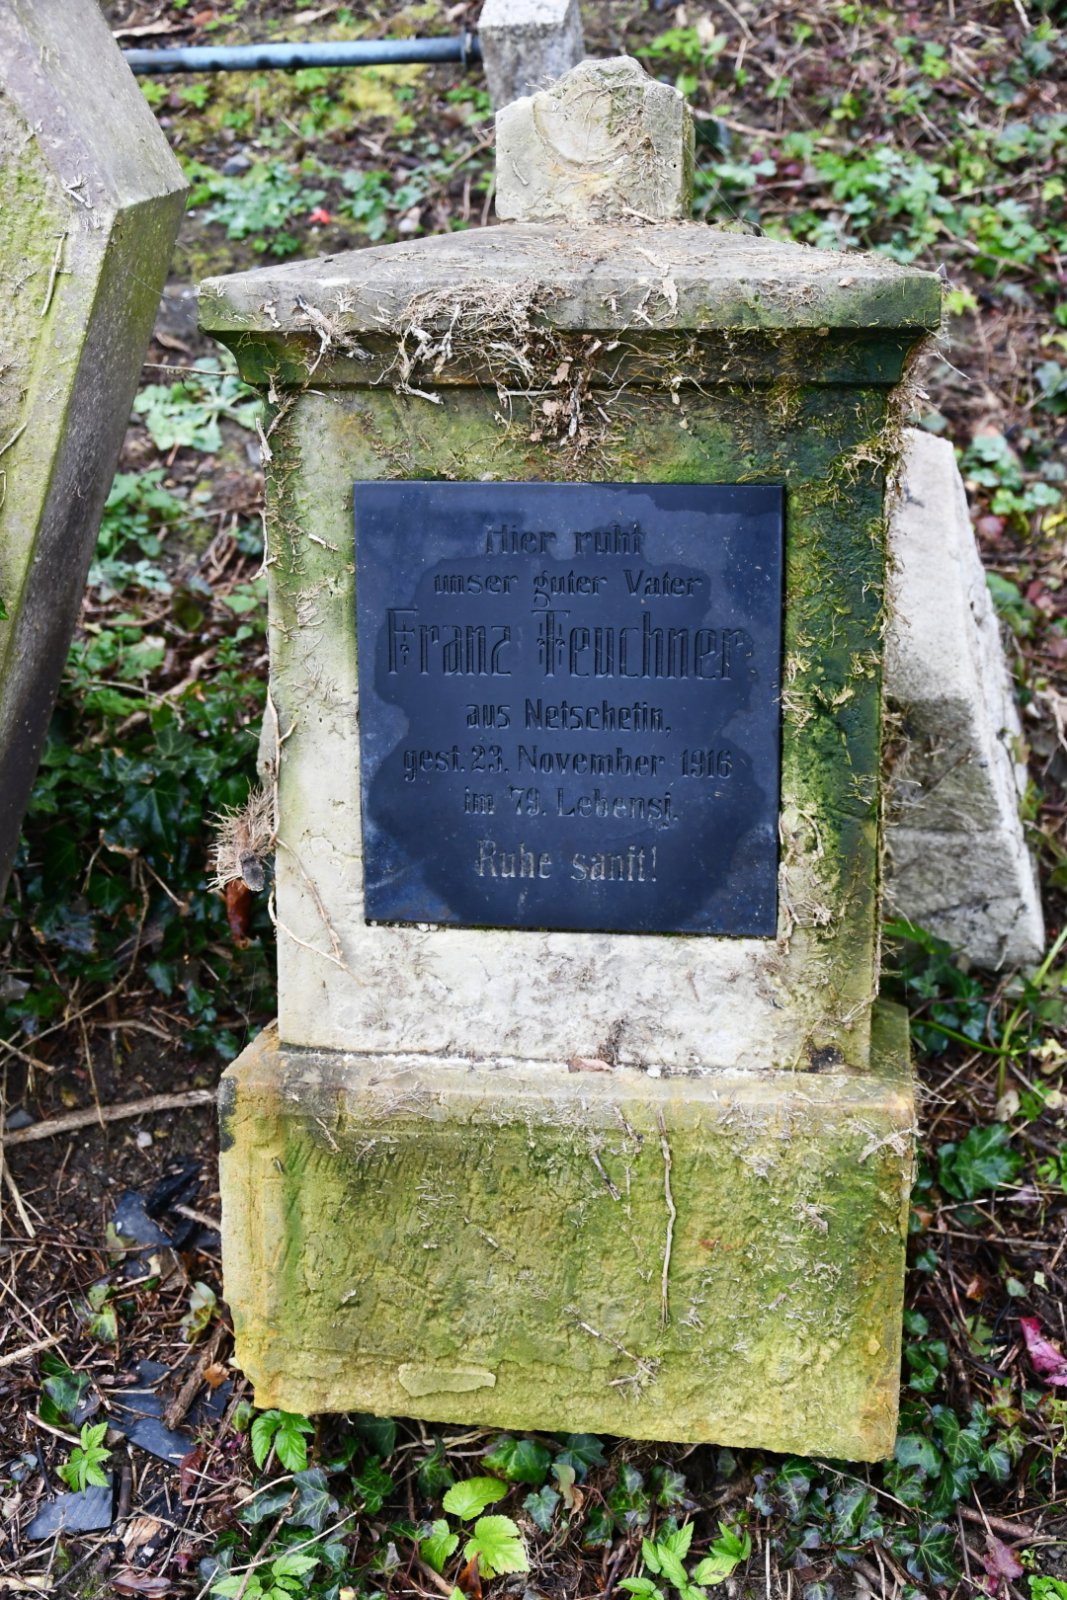 Hier ruht
unser guter Vater
Franz Feuchner
aus Netschetin,
gest. 23. November 1916
im 79. Lebensj.
Ruhe sanft!